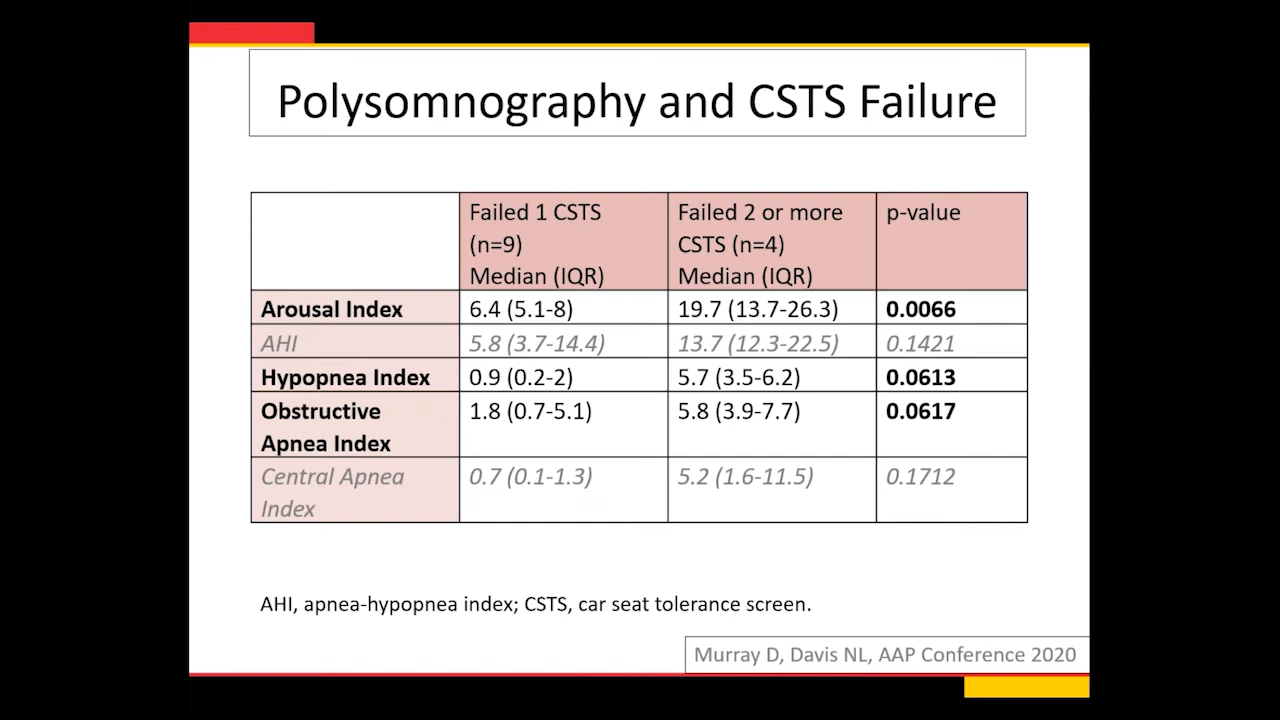 Polysomnography and CSTS Failure
Failed 1 CSTS
(n=9)
Median (IQR)
Failed 2 or more
CSTS (n=4)
Median (IQR)
p-value
Arousal Index
6.4 (5.1-8)
19.7 (13.7-26.3)
0.0066
AHI
5.8 (3.7-14.4)
13.7 (12.3-22.5)
0.1421
Hypopnea Index
0.9 (0.2-2)
5.7 (3.5-6.2)
0.0613
Obstructive
Apnea Index
1.8 (0.7-5.1)
5.8 (3.9-7.7)
0.0617
Central Apnea
Index
0.7 (0.1-1.3)
5.2 (1.6-11.5)
0.1712
AHI, apnea-hypopnea index; CSTS, car seat tolerance screen.
Murray D, Davis NL, AAP Conference 2020